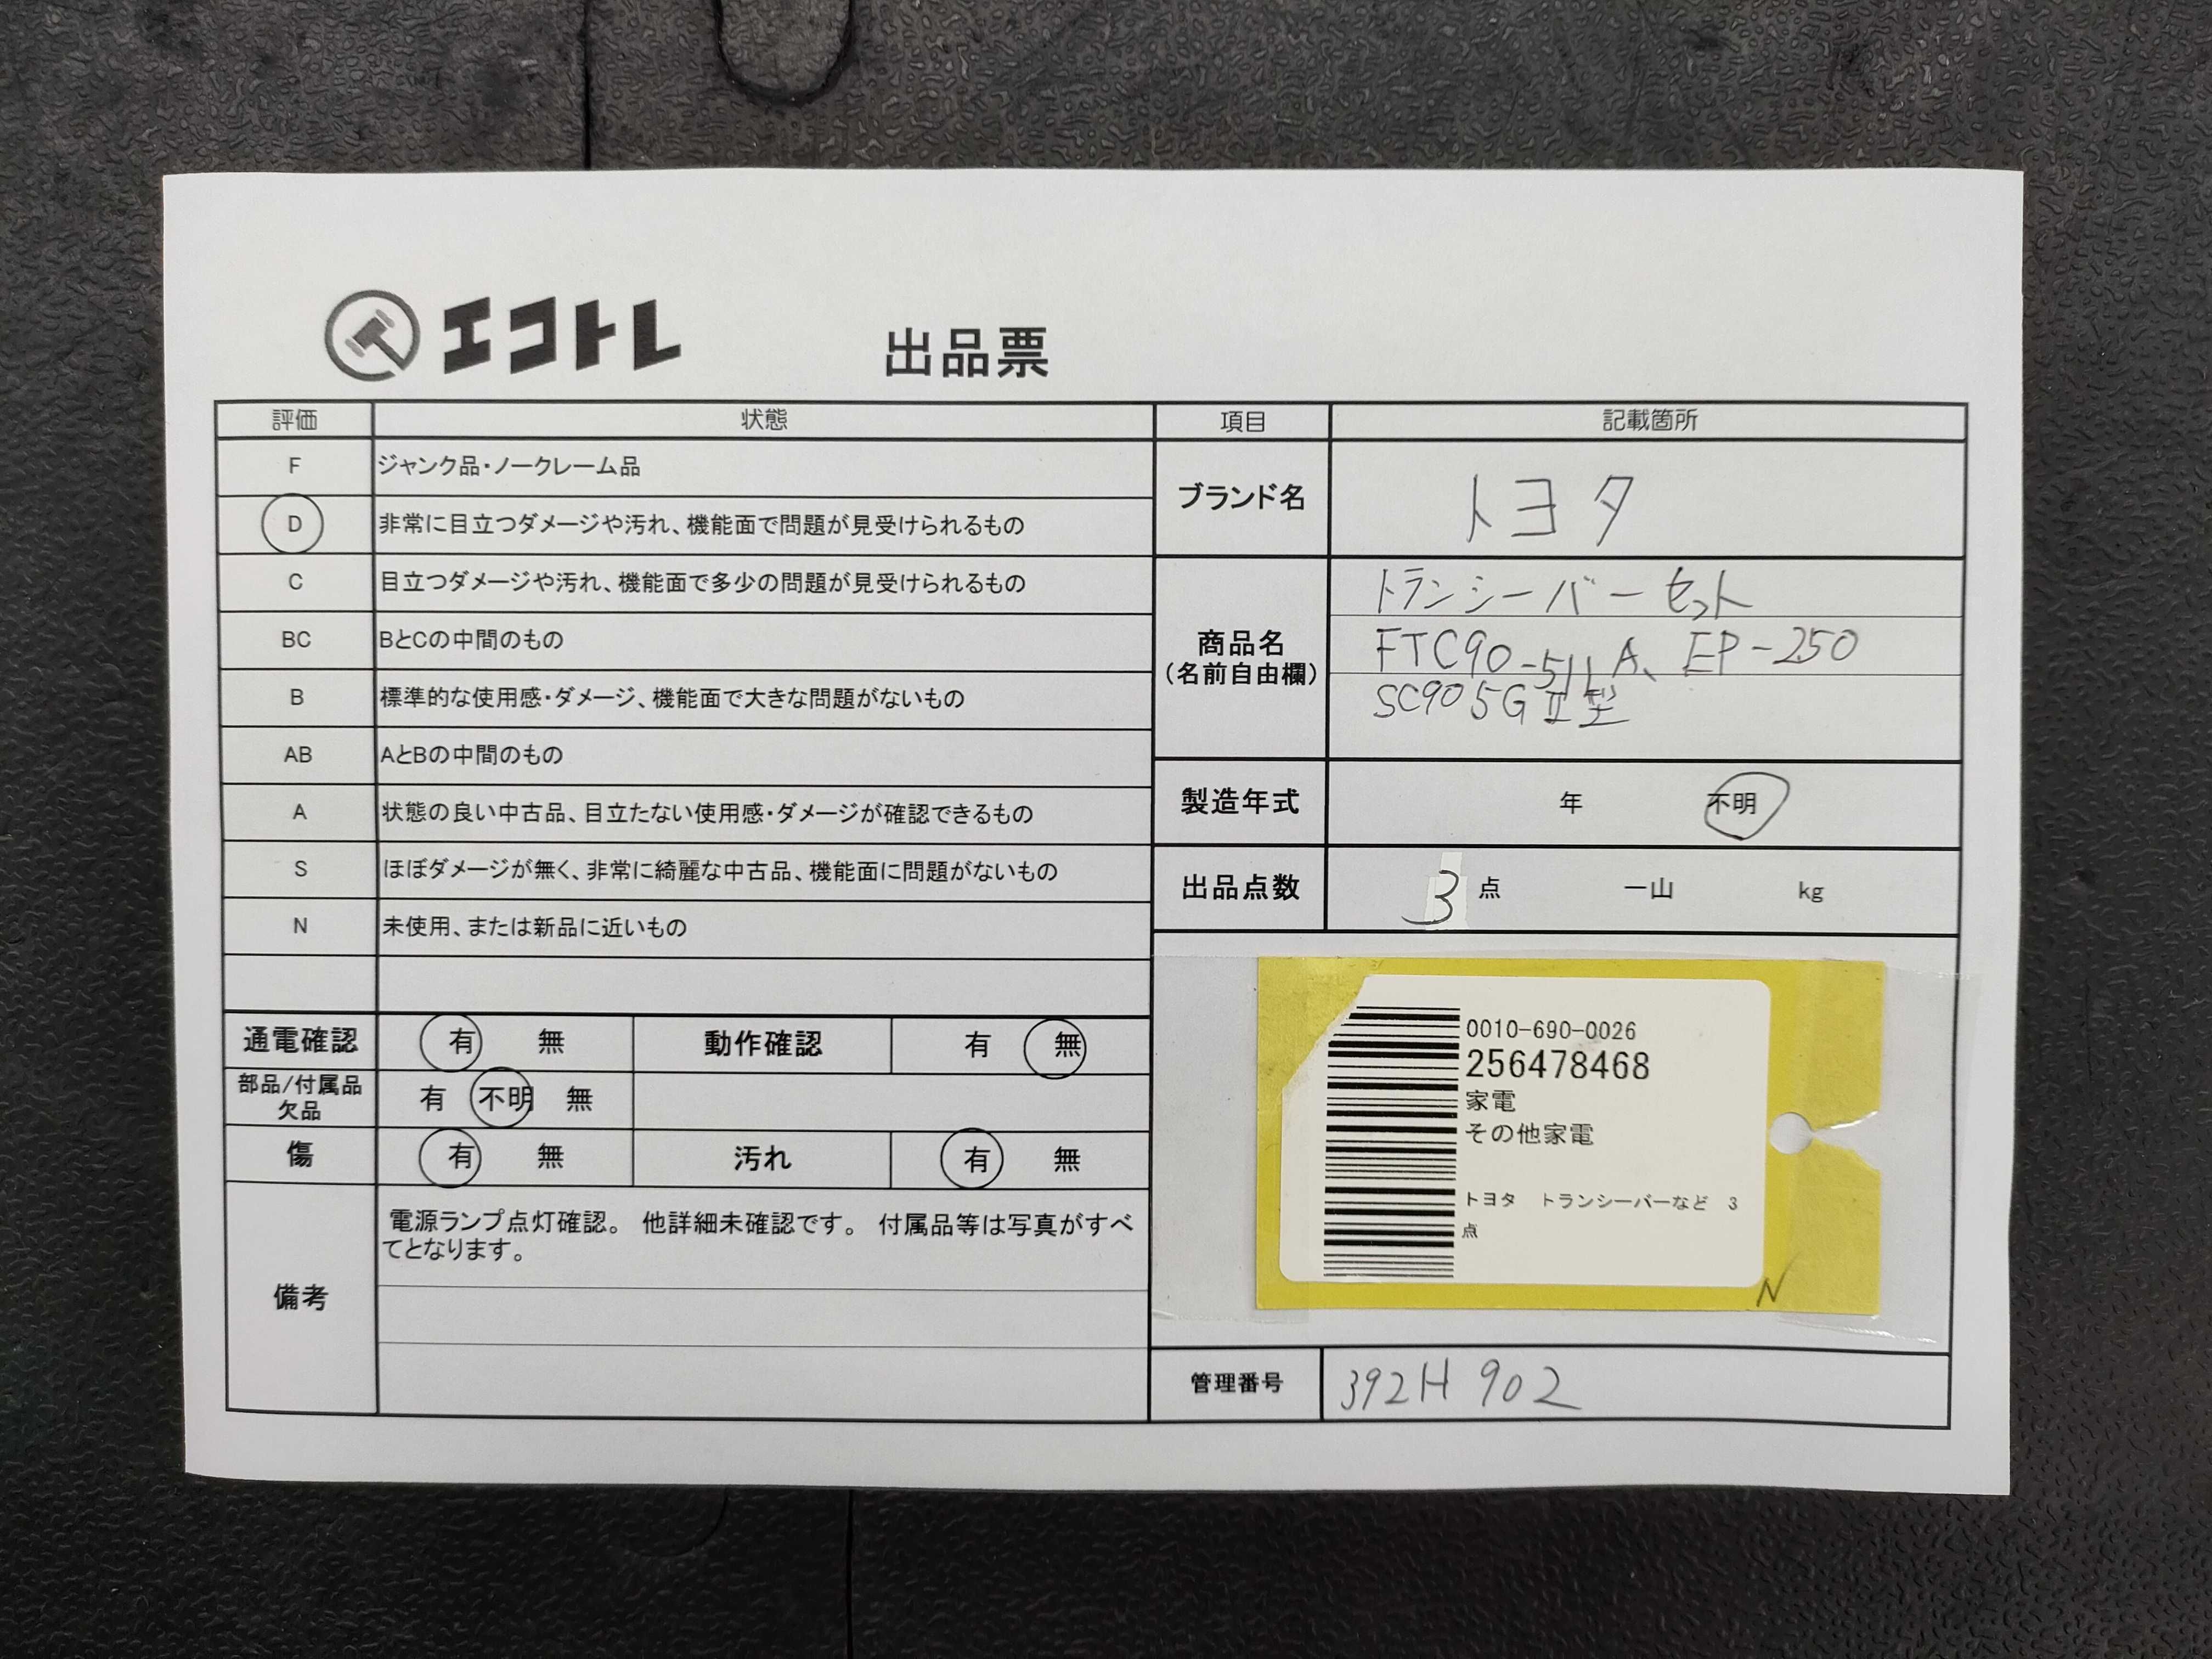 エコトレ
出品票
評価 状態
F ジャンク品・ノークレーム品
D 非常に目立つダメージや汚れ、機能面で問題が見受けられるもの
C 目立つダメージや汚れ、機能面で多少の問題が見受けられるもの
BC BとCの中間のもの
B 標準的な使用感・ダメージ、機能面で大きな問題がないもの
AB AとBの中間のもの
A 状態の良い中古品、目立たない使用感・ダメージが確認できるもの
S ほぼダメージが無く、非常に綺麗な中古品、機能面に問題がないもの
N 未使用、または新品に近いもの
通電確認 有 無 動作確認 有 無
部品/付属品
欠品 有 不明 無
傷 有 無 汚れ 有 無
備考
電源ランプ点灯確認。 他詳細未確認です。 付属品等は写真がすべ
てとなります。
項目 記載箇所
ブランド名 トヨタ
商品名
(名前自由欄)
トランシーバーセット
FTC90-511A、EP-250
SC905GⅡ型
製造年式 年 不明
出品点数 3 点 一山 kg
0010-690-0026
256478468
家電
その他家電
トヨタ トランシーバーなど 3
点
N
管理番号 392H 902